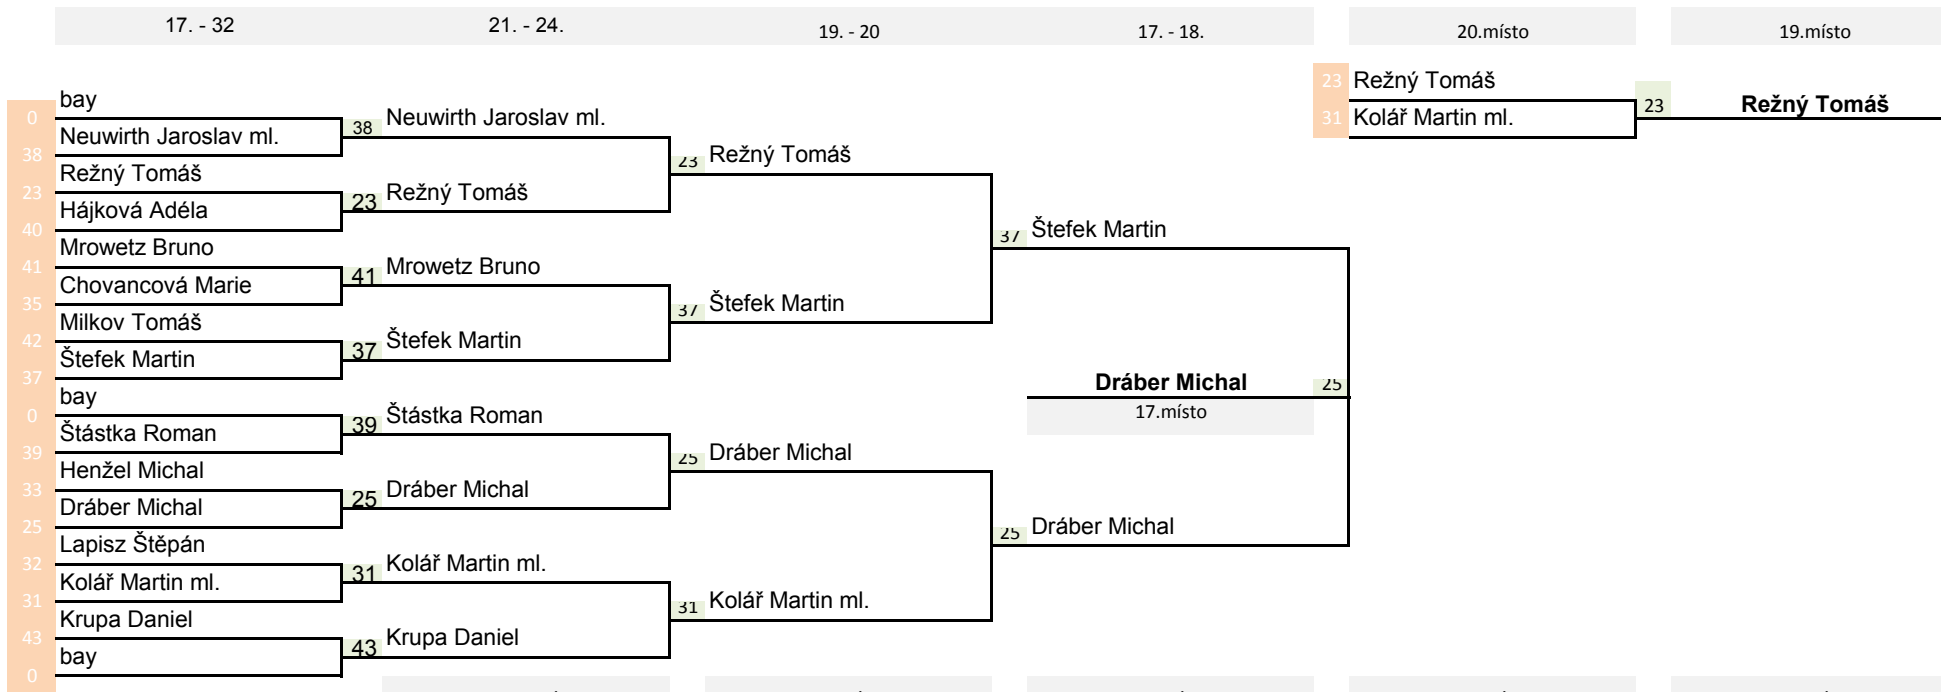 17. - 32 21. - 24. 19. - 20 17. - 18. 20.místo 19.místo
23 Režný Tomáš
bay
0 23 Režný Tomáš
38 Neuwirth Jaroslav ml.
31 Kolář Martin ml.
Neuwirth Jaroslav ml.
38
23 Režný Tomáš
Režný Tomáš
23
23 Režný Tomáš
Hájková Adéla
40
37 Štefek Martin
Mrowetz Bruno
41
41 Mrowetz Bruno
Chovancová Marie
35
37 Štefek Martin
Milkov Tomáš
42
37 Štefek Martin
Štefek Martin
37
Dráber Michal 25
bay
0
39 Štástka Roman
17.místo
Štástka Roman
39
25 Dráber Michal
Henžel Michal
33
25 Dráber Michal
Dráber Michal
25
25 Dráber Michal
Lapisz Štěpán
32
31 Kolář Martin ml.
Kolář Martin ml.
31
31 Kolář Martin ml.
Krupa Daniel
43
43 Krupa Daniel
bay
0